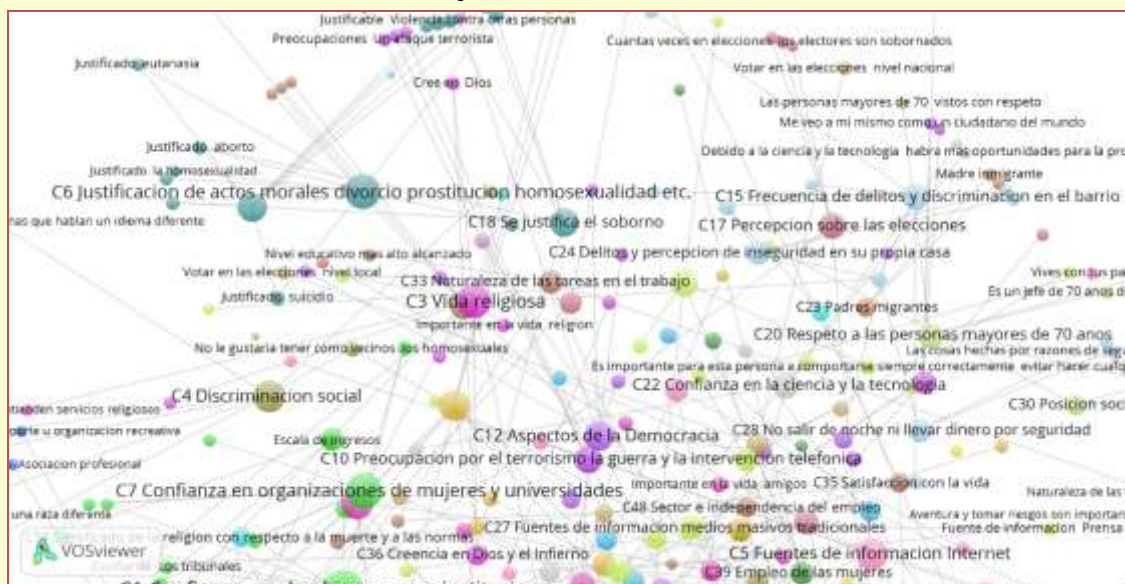 Justificable Violencia contra otras personas
Preocupaciones Un ataque terrorista
Cuantas veces en elecciones los electores son sobornados
Justificado eutanasia
Votar en las elecciones nivel nacional
Cree en Dios
Las personas mayores de 70 vistos con respeto
Me veo a mi mismo como un ciudadano del mundo
Justificado aborto
Debido a la ciencia y la tecnologia habra mas oportunidades para la pro
Justificado la homosexualidad
Madre inmigrante
C6 Justificacion de actos morales divorcio prostitucion homosexualidad etc.
C15 Frecuencia de delitos y discriminacion en el barrio
nas que hablan un idioma diferente
C18 Se justifica el soborno
C17 Percepcion sobre las elecciones
Nivel educativo mas alto alcanzado
C24 Delitos y percepcion de inseguridad en su propia casa
Votar en las elecciones nivel local
Vives con tus pa
C33 Naturaleza de las tareas en el trabajo
Es un jefe de 70 anos d
Justificado suicidio
C3 Vida religiosa
C23 Padres migrantes
Importante en la vida religion
C20 Respeto a las personas mayores de 70 anos
No le gustaria tener como vecinos los homosexuales
Las cosas hechas por razones de segu
Es importante para esta persona a comportarse siempre correctamente evitar hacer cualq
C22 Confianza en la ciencia y la tecnologia
C4 Discriminacion social
C30 Posicion soci
entienden servicios religiosos
C12 Aspectos de la Democracia
C28 No salir de noche ni llevar dinero por seguridad
u organizacion recreativa
Escala de ingresos
C10 Preocupacion por el terrorismo la guerra y la intervencion telefonica
Asociacion profesional
C7 Confianza en organizaciones de mujeres y universidades
Importante en la vida amigos
C35 Satisfaccion con la vida
Naturaleza de las
una raza diferente
C48 Sector e independencia del empleo
Aventura y tomar riesgos son important
C27 Fuentes de informacion medios masivos tradicionales
Fuente de informacion Prensa
la religion con respecto a la muerte y a las normas
VOSviewer
C36 Creencia en Dios y el Infierno
C5 Fuentes de informacion Internet
Los tribunales
C39 Empleo de las mujeres